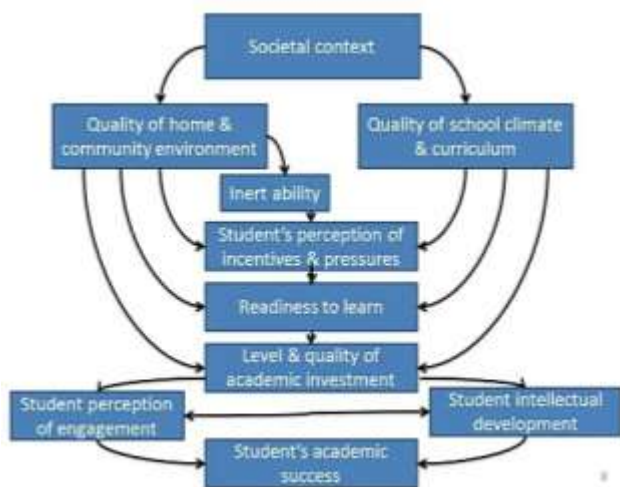 Societal context
Quality of home &
community environment
Quality of school climate
& curriculum
Inert ability
Student's perception of
incentives & pressures
Readiness to learn
Level & quality of
academic investment
Student perception
of engagement
Student intellectual
development
Student's academic
success